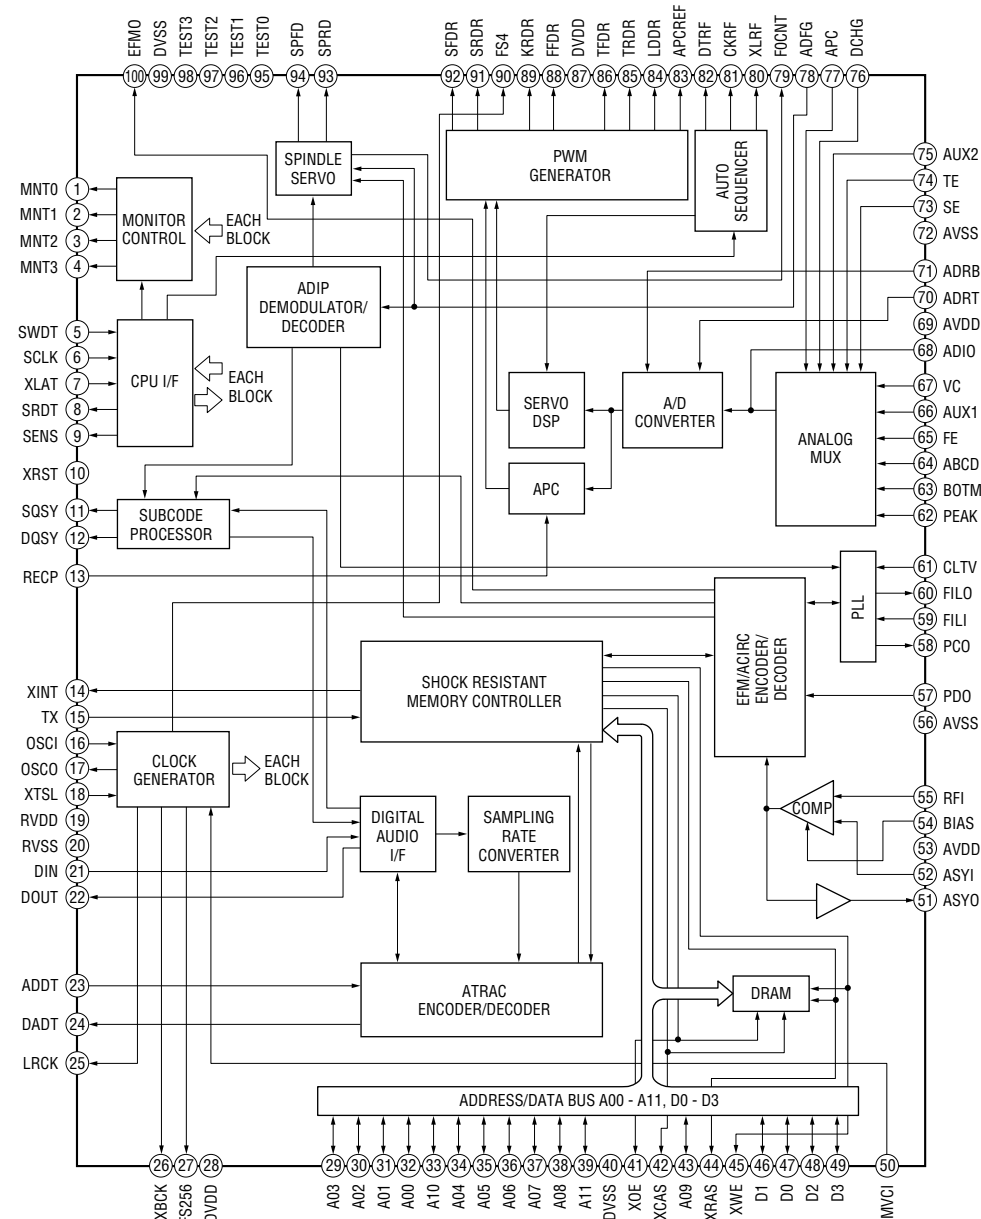 EFMO
DVSS
TEST3
TEST2
TEST1
TEST0
SPFD
SPRD
SFDR
SRDR
FS4
KRDR
FFDR
DVDD
TFDR
TRDR
LDDR
APCREF
DTRF
CKRF
XLRF
F0CNT
ADFG
APC
DCHG
100 99 98 97 96 95 94 93 92 91 90 89 88 87 86 85 84 83 82 81 80 79 78 77 76
MNT0 1
MNT1 2
MNT2 3
MNT3 4
SWDT 5
SCLK 6
XLAT 7
SRDT 8
SENS 9
XRST 10
SQSY 11
DQSY 12
RECP 13
XINT 14
TX 15
OSCI 16
OSCO 17
XTSL 18
RVDD 19
RVSS 20
DIN 21
DOUT 22
ADDT 23
DADT 24
LRCK 25
SPINDLE
SERVO
PWM
GENERATOR
AUTO
SEQUENCER
MONITOR
CONTROL
EACH
BLOCK
ADIP
DEMODULATOR/
DECODER
CPU I/F
EACH
BLOCK
SERVO
DSP
A/D
CONVERTER
ANALOG
MUX
APC
SUBCODE
PROCESSOR
PLL
EFM/ACIRC
ENCODER/
DECODER
SHOCK RESISTANT
MEMORY CONTROLLER
CLOCK
GENERATOR
EACH
BLOCK
DIGITAL
AUDIO
I/F
SAMPLING
RATE
CONVERTER
COMP
ATRAC
ENCODER/DECODER
DRAM
ADDRESS/DATA BUS A00 - A11, D0 - D3
75 AUX2
74 TE
73 SE
72 AVSS
71 ADRB
70 ADRT
69 AVDD
68 ADIO
67 VC
66 AUX1
65 FE
64 ABCD
63 BOTM
62 PEAK
61 CLTV
60 FILO
59 FILI
58 PCO
57 PDO
56 AVSS
55 RFI
54 BIAS
53 AVDD
52 ASYI
51 ASYO
26 27 28 29 30 31 32 33 34 35 36 37 38 39 40 41 42 43 44 45 46 47 48 49 50
XBCK
FS256
DVDD
A03
A02
A01
A00
A10
A04
A05
A06
A07
A08
A11
DVSS
XOE
XCAS
A09
XRAS
XWE
D1
D0
D2
D3
MVCI